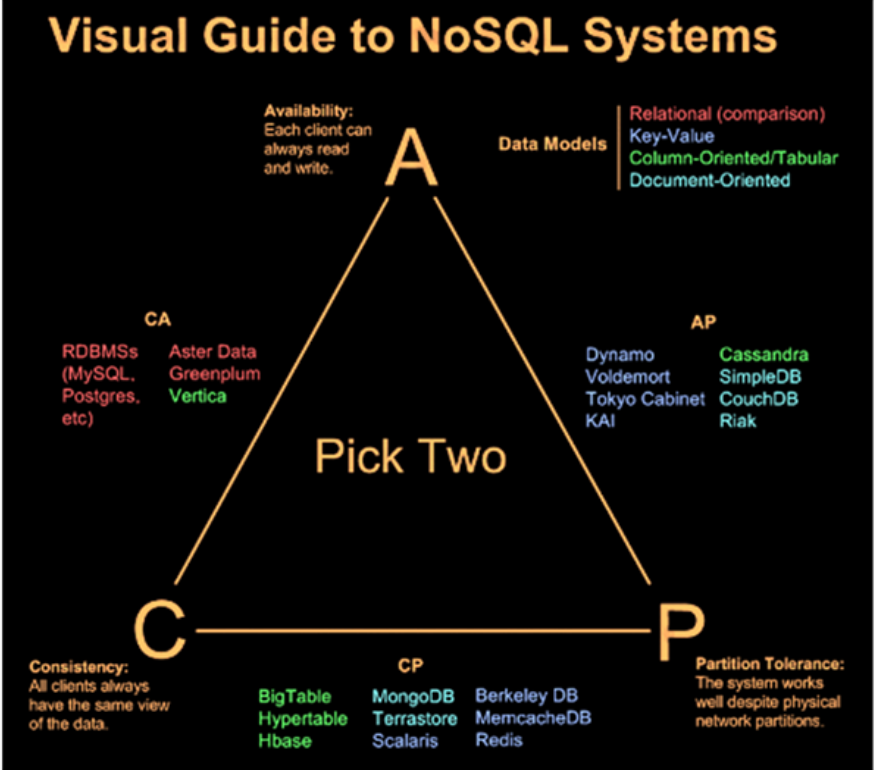 Visual Guide to NoSQL Systems
Availability:
Each client can
always read
and write.
A
Data Models
Relational (comparison)
Key-Value
Column-Oriented/Tabular
Document-Oriented
CA
RDBMSs
(MySQL,
Postgres,
etc)
Aster Data
Greenplum
Vertica
AP
Dynamo
Voldemort
Tokyo Cabinet
KAI
Cassandra
SimpleDB
CouchDB
Riak
Pick Two
C
Consistency:
All clients always
have the same view
of the data.
CP
BigTable
Hypertable
Hbase
MongoDB
Terrastore
Scalaris
Berkeley DB
MemcacheDB
Redis
P
Partition Tolerance:
The system works
well despite physical
network partitions.